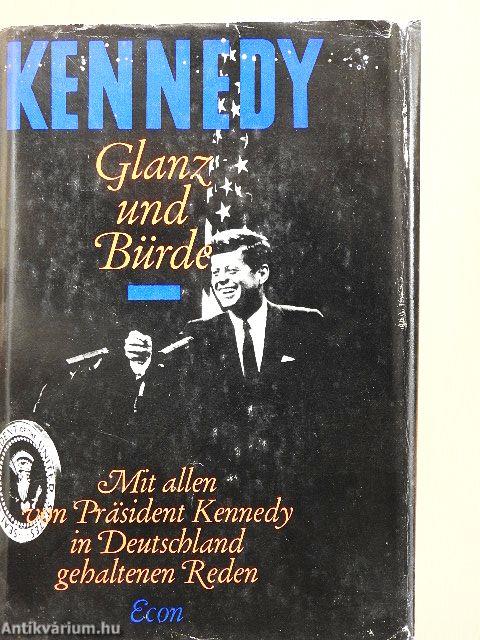 KENNEDY
Glanz
und
Bürde
Mit allen
von Präsident Kennedy
in Deutschland
gehaltenen Reden
Econ
Antikvárium.hu